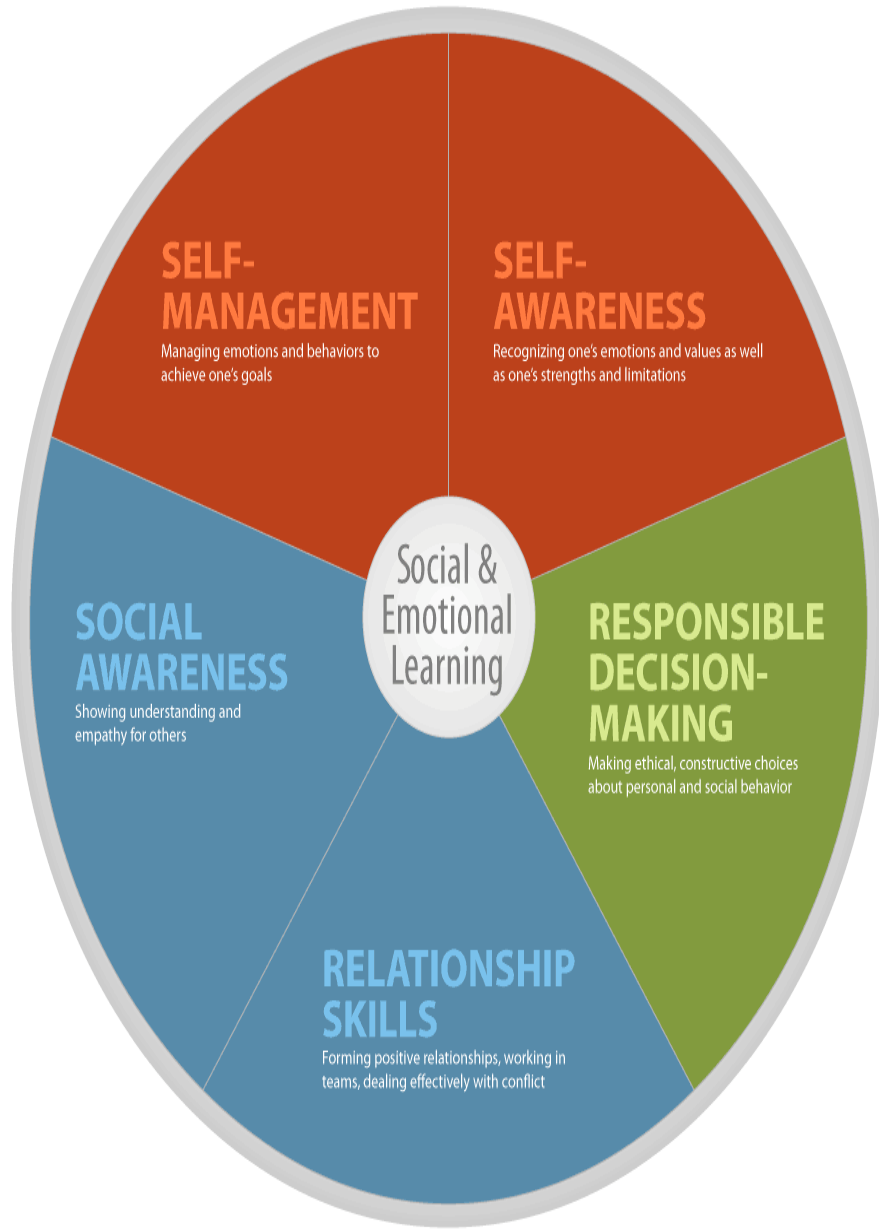 SELF-
MANAGEMENT
Managing emotions and behaviors to
achieve one's goals
SELF-
AWARENESS
Recognizing one's emotions and values as well
as one's strengths and limitations
Social &
Emotional
Learning
SOCIAL
AWARENESS
Showing understanding and
empathy for others
RESPONSIBLE
DECISION-
MAKING
Making ethical, constructive choices
about personal and social behavior
RELATIONSHIP
SKILLS
Forming positive relationships, working in
teams, dealing effectively with conflict